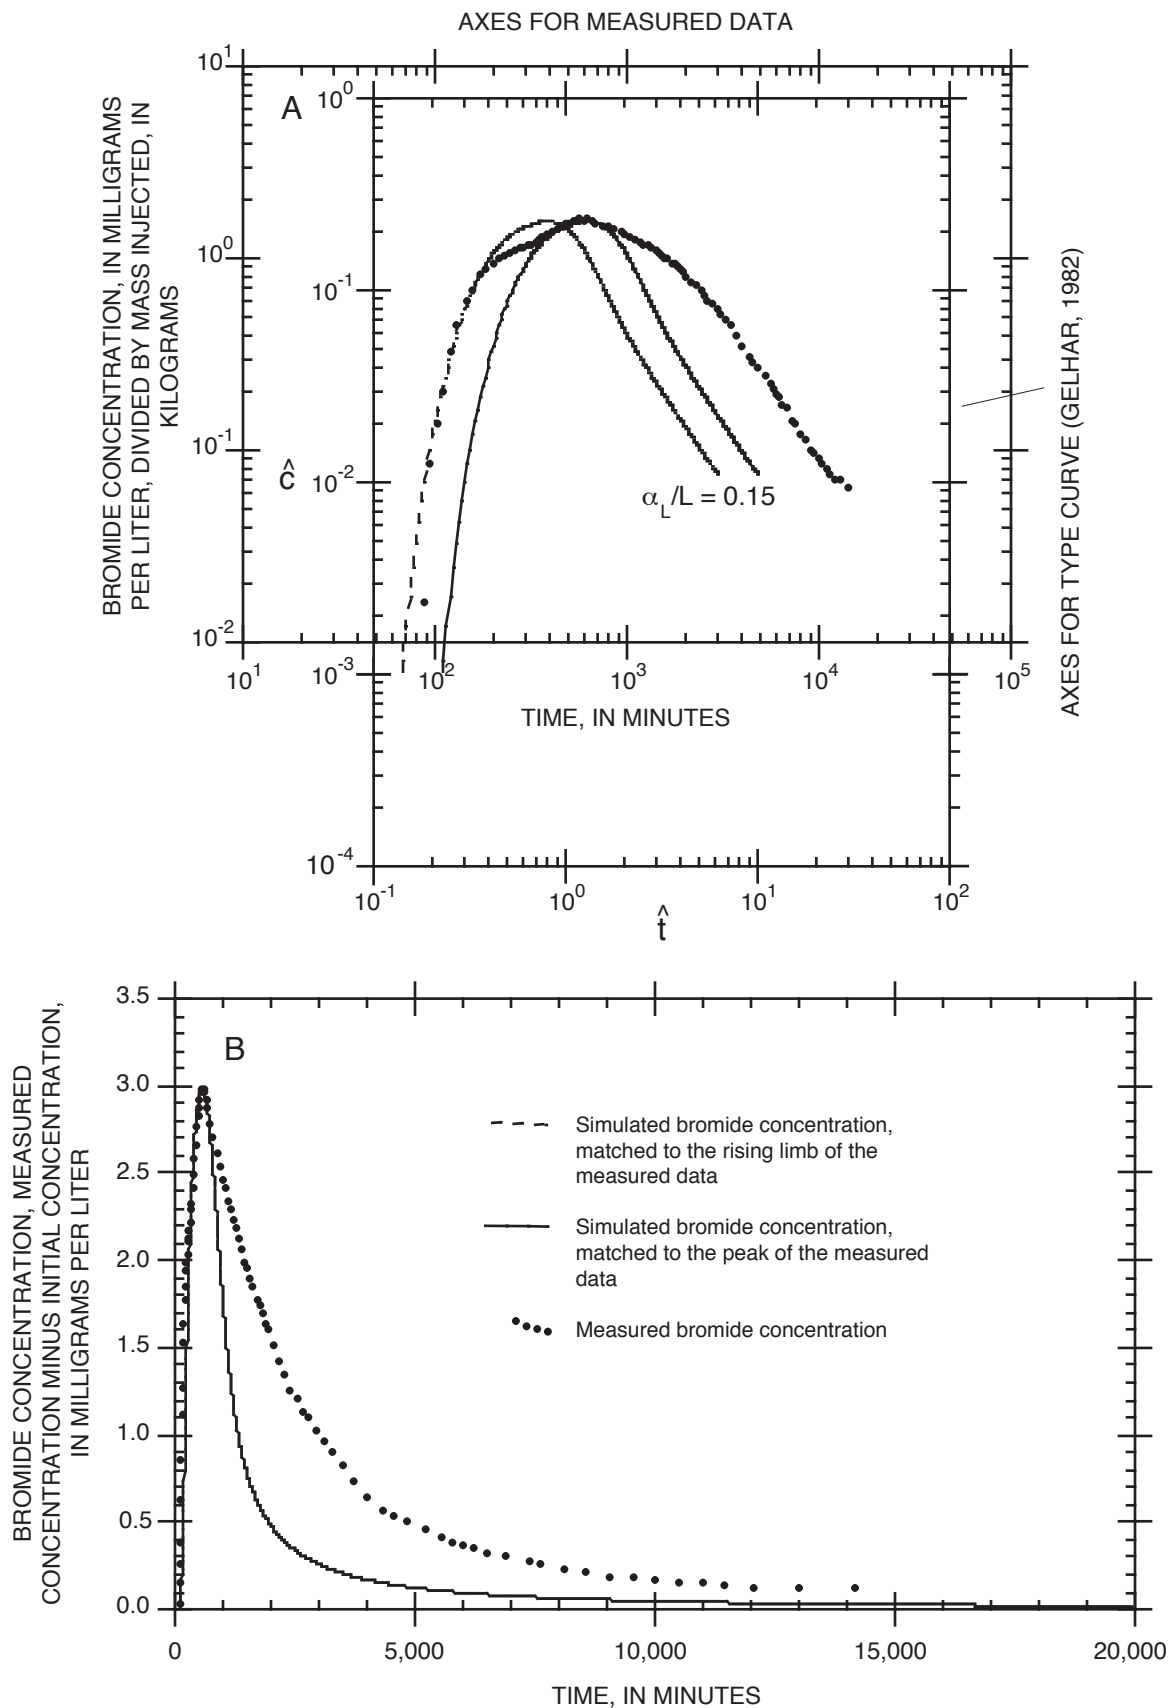 AXES FOR MEASURED DATA
A
BROMIDE CONCENTRATION, IN MILLIGRAMS
PER LITER, DIVIDED BY MASS INJECTED, IN
KILOGRAMS
10¹
10⁰
10⁻¹
10⁻²
10⁰
10⁻¹
ĉ
10⁻²
10⁻³
10⁻⁴
α_L/L = 0.15
AXES FOR TYPE CURVE (GELHAR, 1982)
10¹
10²
10³
10⁴
10⁵
TIME, IN MINUTES
10⁻¹
10⁰
10¹
10²
t̂
B
BROMIDE CONCENTRATION, MEASURED
CONCENTRATION MINUS INITIAL CONCENTRATION,
IN MILLIGRAMS PER LITER
3.5
3.0
2.5
2.0
1.5
1.0
0.5
0.0
Simulated bromide concentration,
matched to the rising limb of the
measured data
Simulated bromide concentration,
matched to the peak of the measured
data
Measured bromide concentration
0
5,000
10,000
15,000
20,000
TIME, IN MINUTES